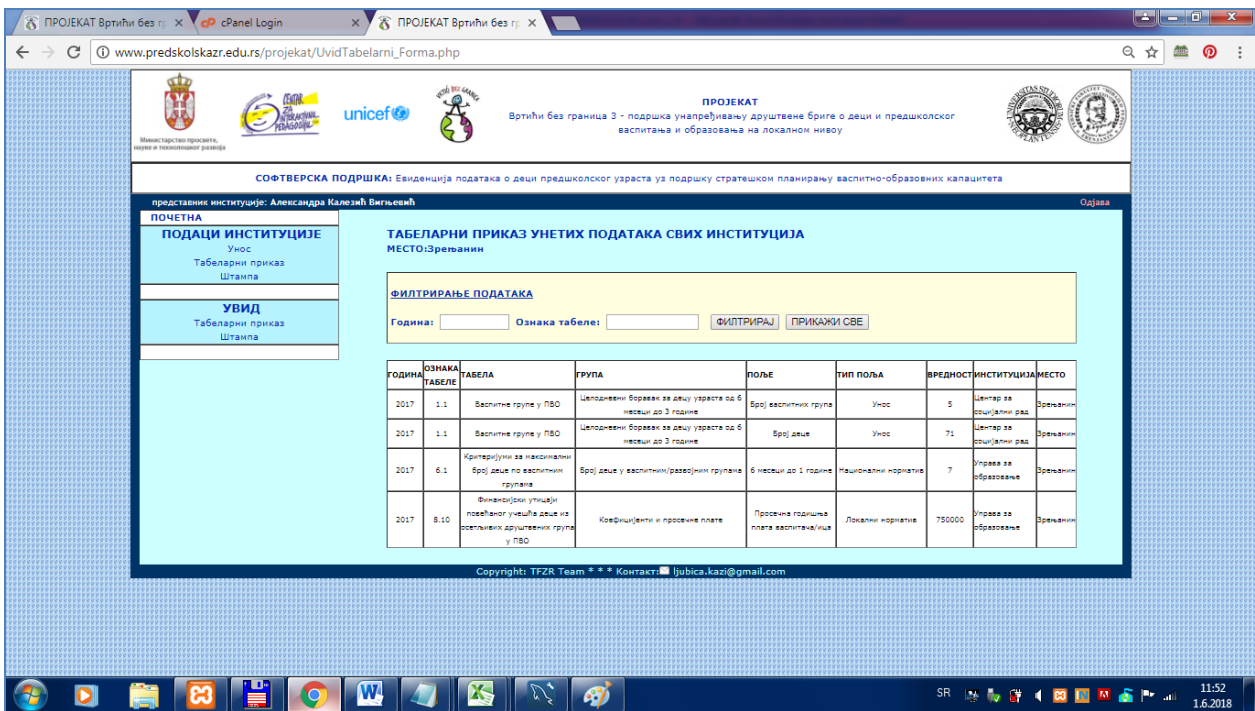 ПРОЈЕКАТ Вртићи без гр
cPanel Login
ПРОЈЕКАТ Вртићи без гр
www.predskolskazr.edu.rs/projekat/UvidTabelarni_Forma.php
Министарство просвете,
науке и технолошког развоја
CENTAR
ZA
INTERAKTIVNU
PEDAGOGIJU
unicef
VRTIĆ BEZ GRANICA
ПРОЈЕКАТ
Вртићи без граница 3 - подршка унапређивању друштвене бриге о деци и предшколског
васпитања и образовања на локалном нивоу
СОФТВЕРСКА ПОДРШКА: Евиденција података о деци предшколског узраста уз подршку стратешком планирању васпитно-образовних капацитета
представник институције: Александра Калезић Вигњевић
Одјава
ПОЧЕТНА
ПОДАЦИ ИНСТИТУЦИЈЕ
Унос
Табеларни приказ
Штампа
УВИД
Табеларни приказ
Штампа
ТАБЕЛАРНИ ПРИКАЗ УНЕТИХ ПОДАТАКА СВИХ ИНСТИТУЦИЈА
МЕСТО:Зрењанин
ФИЛТРИРАЊЕ ПОДАТАКА
Година: Ознака табеле: ФИЛТРИРАЈ ПРИКАЖИ СВЕ
ГОДИНА ОЗНАКА ТАБЕЛЕ ТАБЕЛА ГРУПА ПОЉЕ ТИП ПОЉА ВРЕДНОСТ ИНСТИТУЦИЈА МЕСТО
2017 1.1 Васпитне групе у ПВО Целодневни боравак за децу узраста од 6 месеци до 3 године Број васпитних група Унос 5 Центар за социјални рад Зрењанин
2017 1.1 Васпитне групе у ПВО Целодневни боравак за децу узраста од 6 месеци до 3 године Број деце Унос 71 Центар за социјални рад Зрењанин
2017 6.1 Критеријуми за максимални број деце по васпитним групама Број деце у васпитним/развојним групама 6 месеци до 1 године Национални норматив 7 Управа за образовање Зрењанин
2017 8.10 Финансијски утицаји повећаног учешћа деце из осетљивих друштвених група у ПВО Коефицијенти и просечне плате Просечна годишња плата васпитача/ица Локални норматив 750000 Управа за образовање Зрењанин
Copyright: TFZR Team * * * Контакт: ljubica.kazi@gmail.com
SR
11:52
1.6.2018